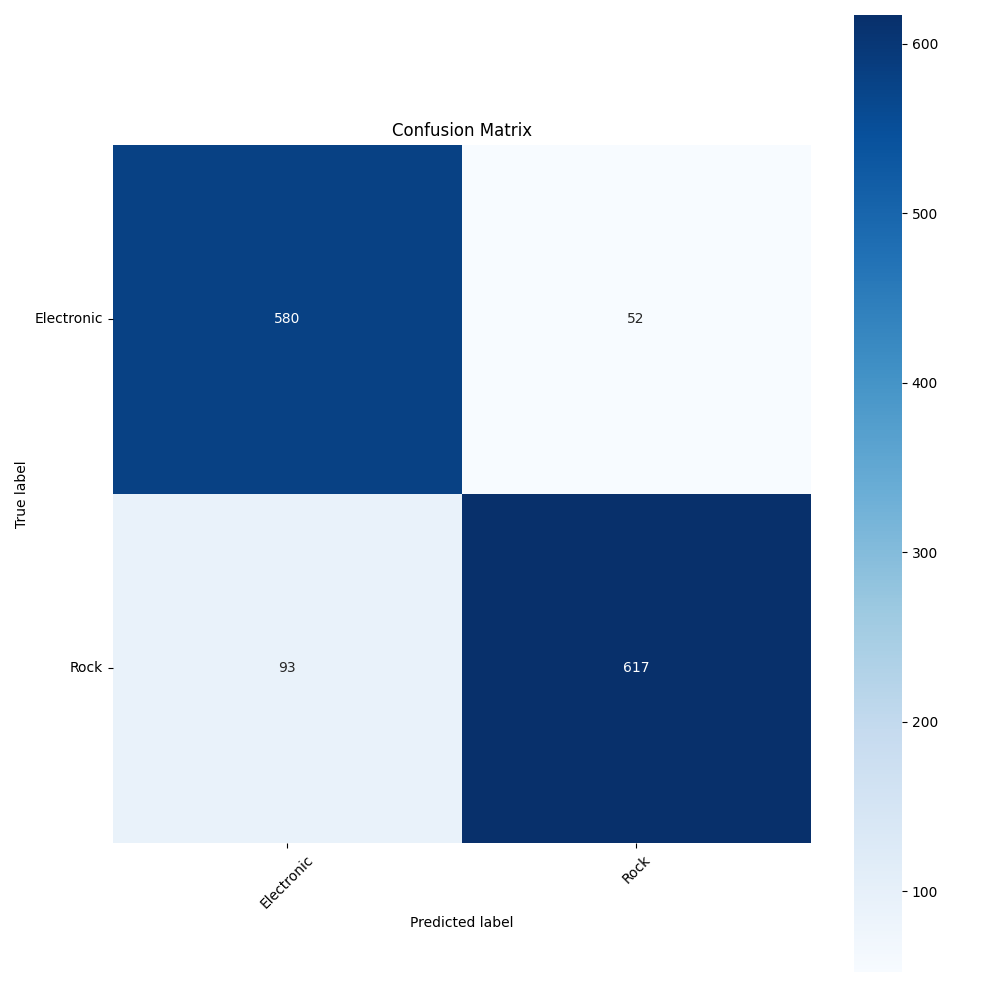 Confusion Matrix
True label
Electronic
Rock
580
52
93
617
Electronic
Rock
Predicted label
600
500
400
300
200
100